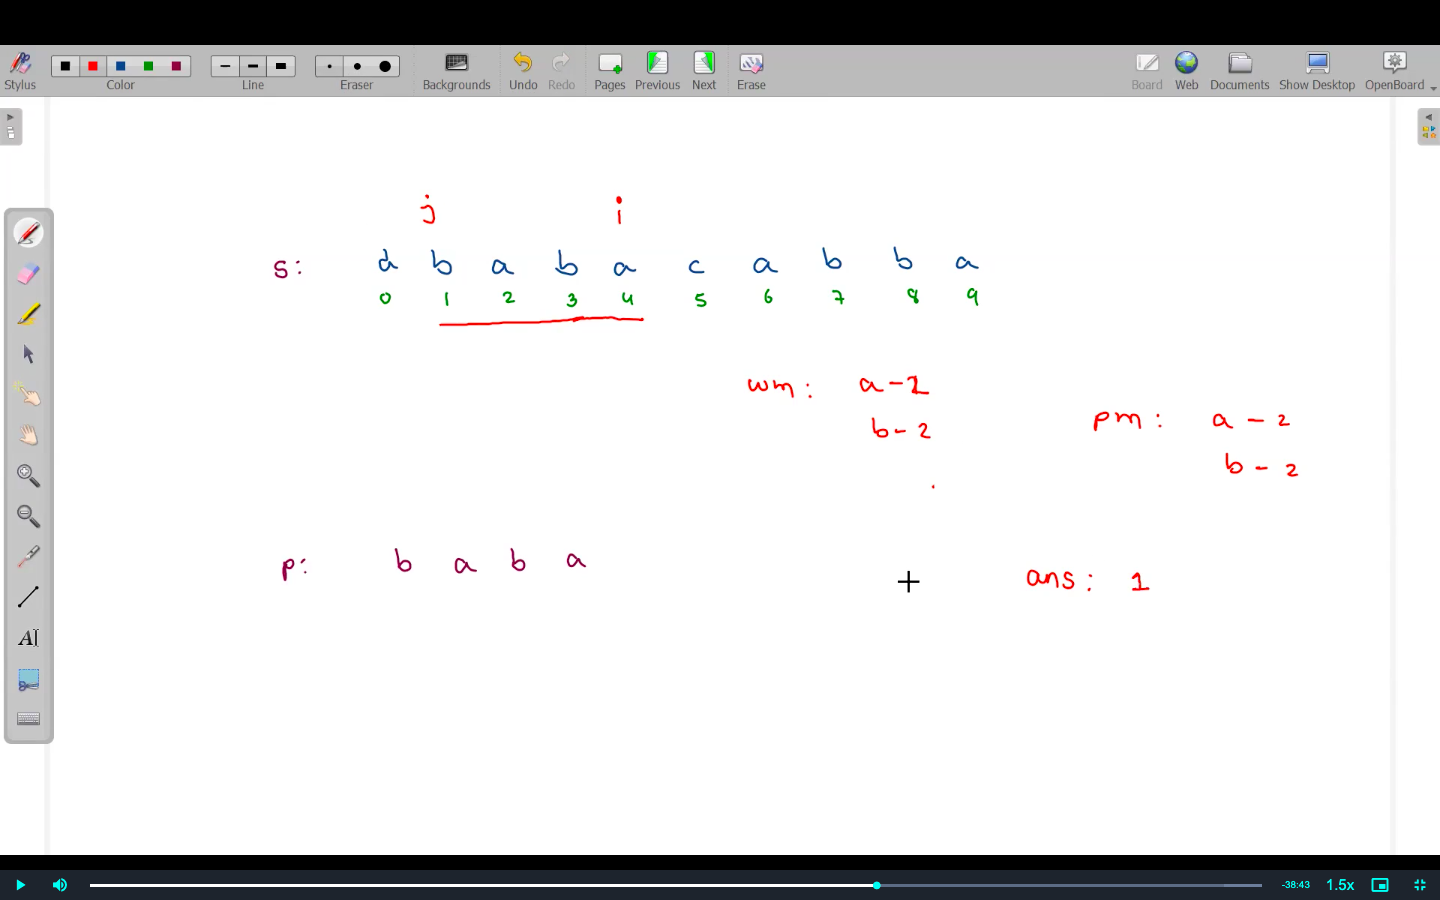 Stylus Color Line Eraser Backgrounds Undo Redo Pages Previous Next Erase Board Web Documents Show Desktop OpenBoard
j i
s: d b a b a c a b b a
0 1 2 3 4 5 6 7 8 9
wm: a - 2
b - 2
pm: a - 2
b - 2
p: b a b a
ans: 1
AI
-38:43 1.5x